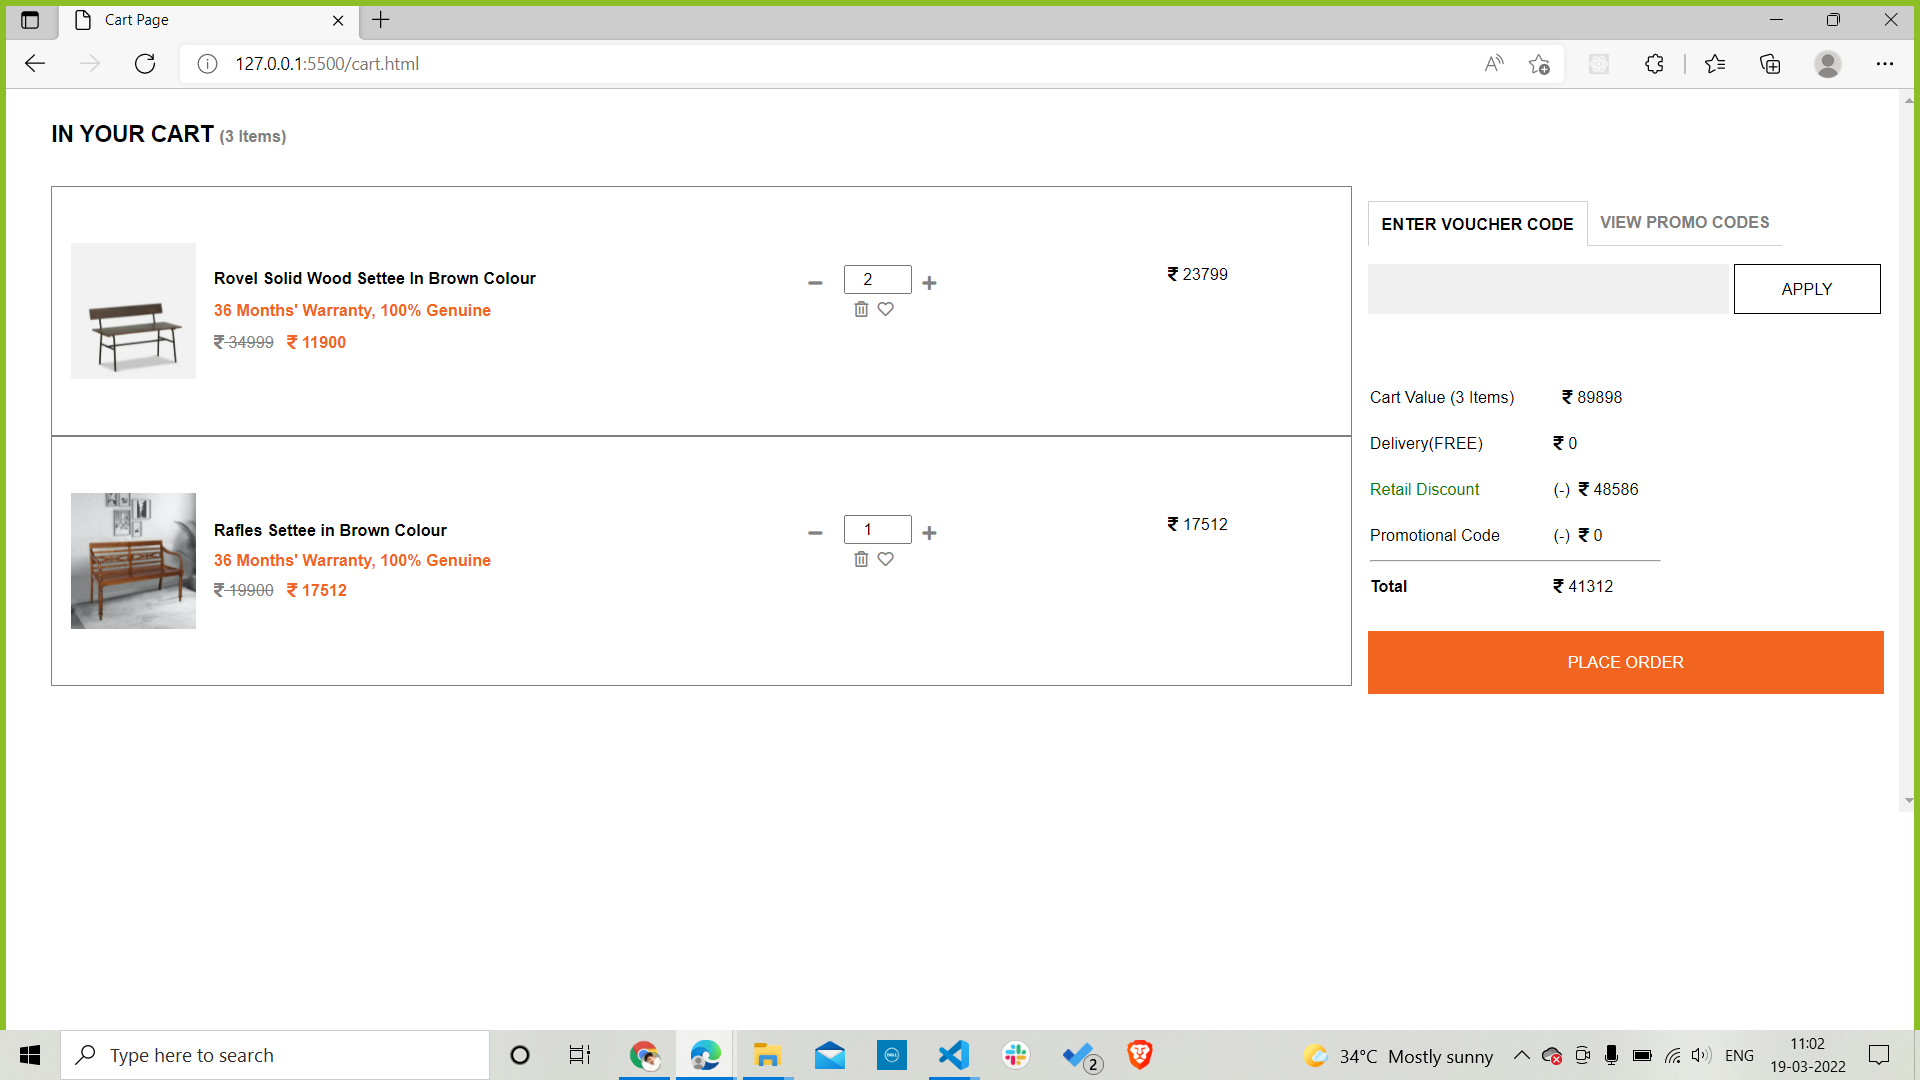 Cart Page
127.0.0.1:5500/cart.html
IN YOUR CART (3 Items)
Rovel Solid Wood Settee In Brown Colour
36 Months' Warranty, 100% Genuine
₹ 34999 ₹ 11900
2
₹ 23799
Rafles Settee in Brown Colour
36 Months' Warranty, 100% Genuine
₹ 19900 ₹ 17512
1
₹ 17512
ENTER VOUCHER CODE
VIEW PROMO CODES
APPLY
Cart Value (3 Items) ₹ 89898
Delivery(FREE) ₹ 0
Retail Discount (-) ₹ 48586
Promotional Code (-) ₹ 0
Total ₹ 41312
PLACE ORDER
Type here to search
DELL
2
34°C Mostly sunny
ENG
11:02
19-03-2022